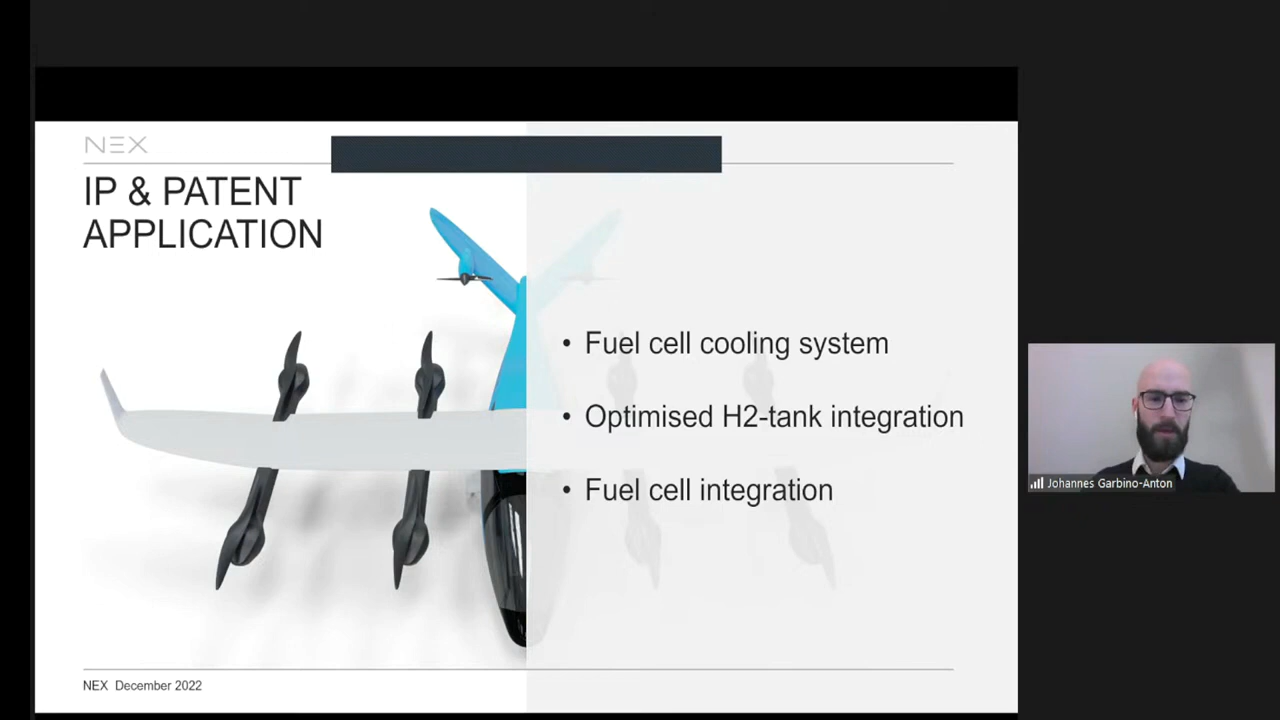 NEX
IP & PATENT
APPLICATION
• Fuel cell cooling system
• Optimised H2-tank integration
• Fuel cell integration
Johannes Garbino-Anton
NEX December 2022